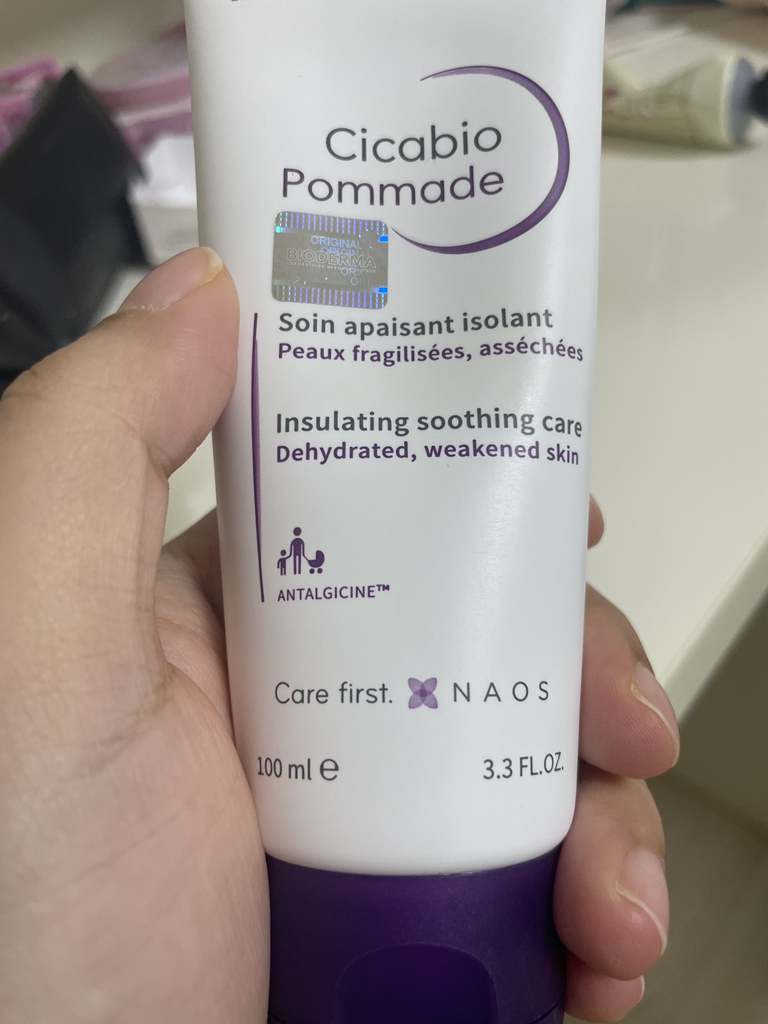 Cicabio
Pommade
ORIGINAL
BIODERMA
Soin apaisant isolant
Peaux fragilisées, asséchées
Insulating soothing care
Dehydrated, weakened skin
ANTALGICINE™
Care first. NAOS
100 ml e 3.3 FL.OZ.